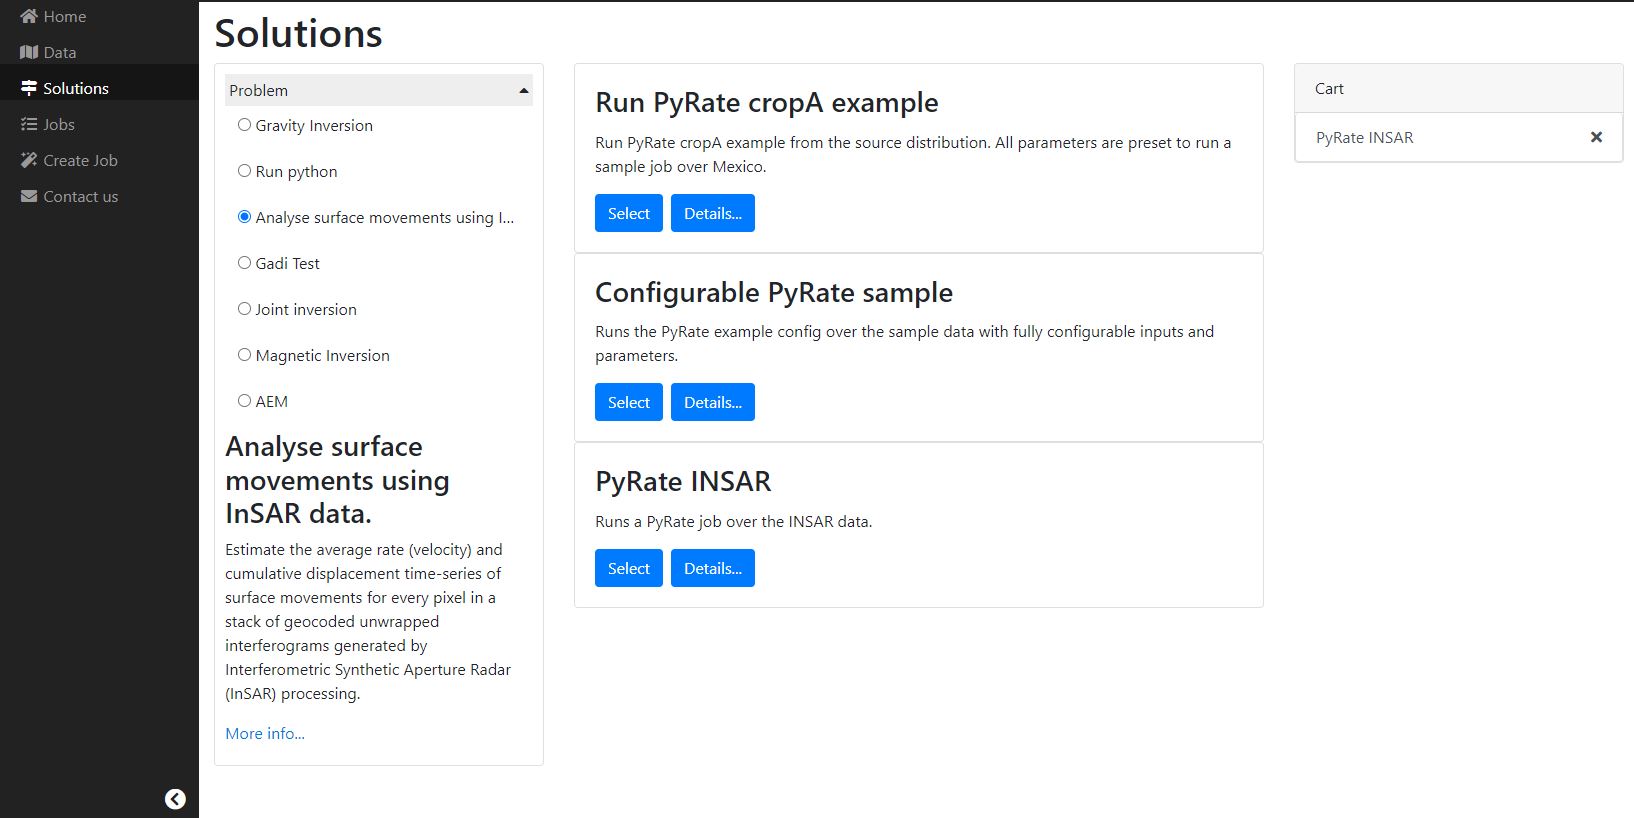 Home
Data
Solutions
Jobs
Create Job
Contact us
Solutions
Problem
Gravity Inversion
Run python
Analyse surface movements using I...
Gadi Test
Joint inversion
Magnetic Inversion
AEM
Analyse surface
movements using
InSAR data.
Estimate the average rate (velocity) and
cumulative displacement time-series of
surface movements for every pixel in a
stack of geocoded unwrapped
interferograms generated by
Interferometric Synthetic Aperture Radar
(InSAR) processing.
More info...
Run PyRate cropA example
Run PyRate cropA example from the source distribution. All parameters are preset to run a
sample job over Mexico.
Select Details...
Configurable PyRate sample
Runs the PyRate example config over the sample data with fully configurable inputs and
parameters.
Select Details...
PyRate INSAR
Runs a PyRate job over the INSAR data.
Select Details...
Cart
PyRate INSAR